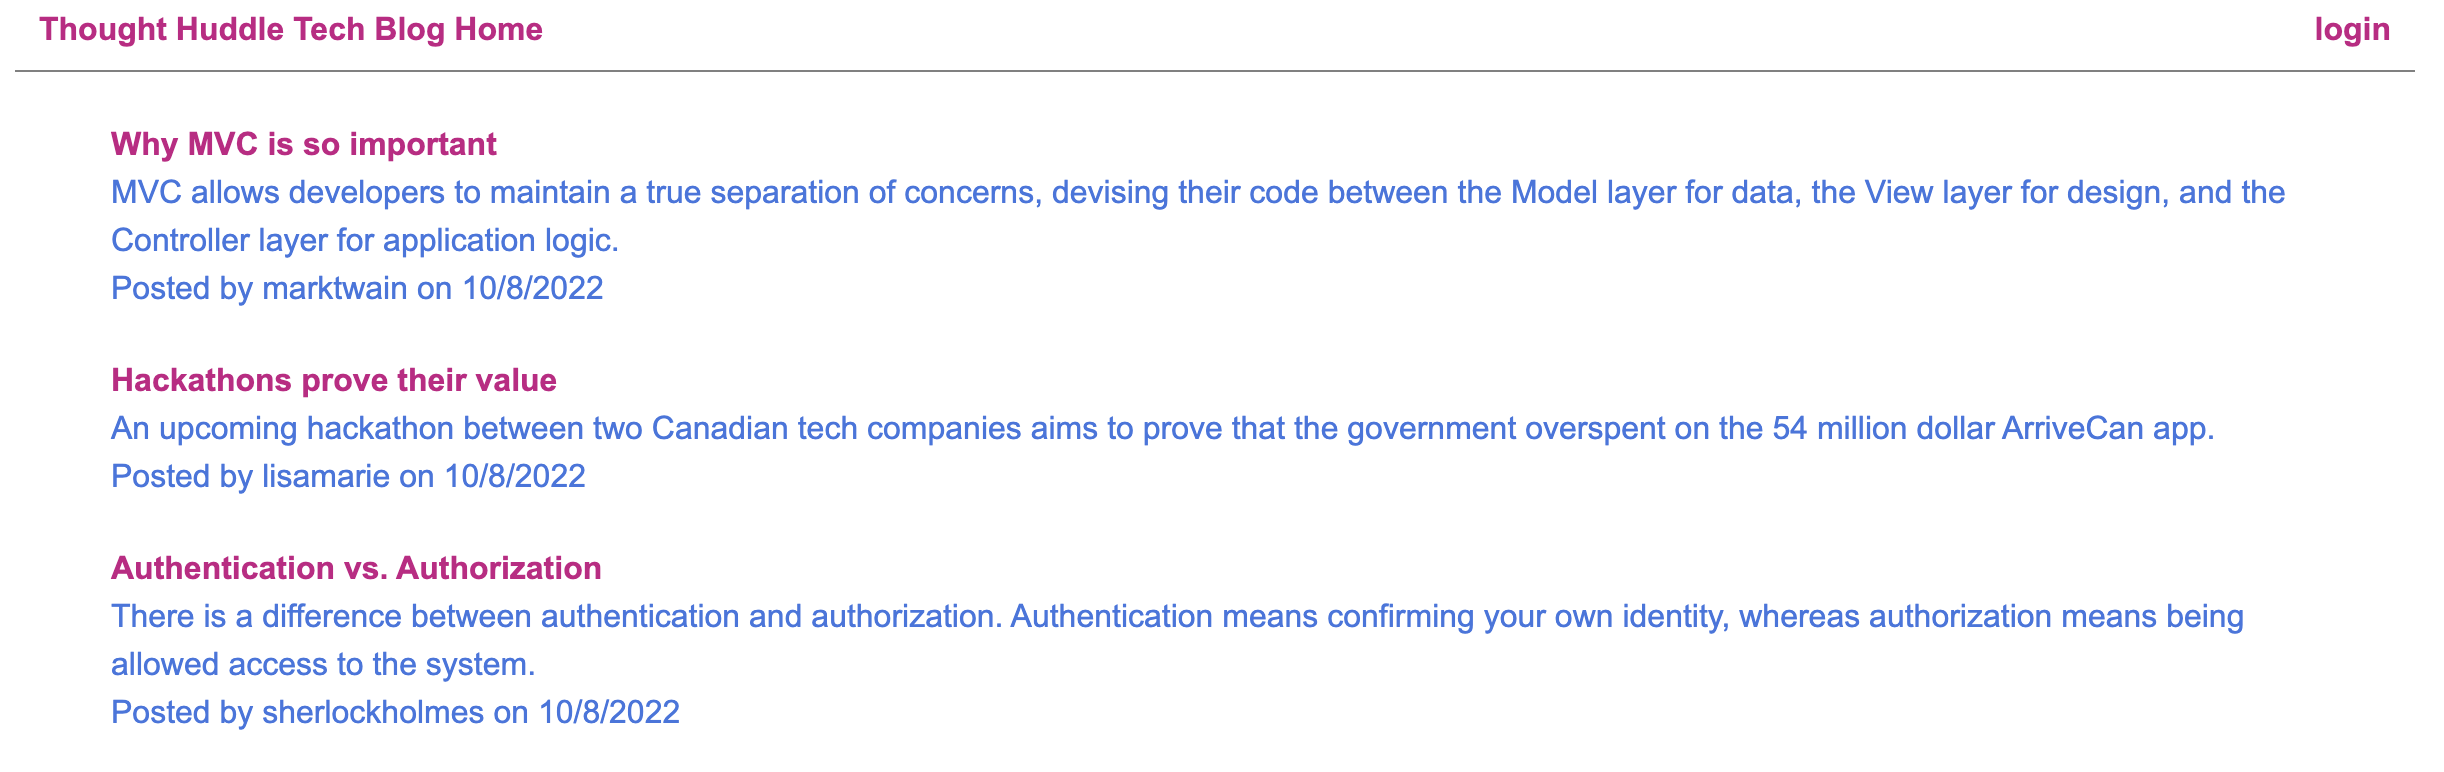 Thought Huddle Tech Blog Home
login
Why MVC is so important
MVC allows developers to maintain a true separation of concerns, devising their code between the Model layer for data, the View layer for design, and the
Controller layer for application logic.
Posted by marktwain on 10/8/2022
Hackathons prove their value
An upcoming hackathon between two Canadian tech companies aims to prove that the government overspent on the 54 million dollar ArriveCan app.
Posted by lisamarie on 10/8/2022
Authentication vs. Authorization
There is a difference between authentication and authorization. Authentication means confirming your own identity, whereas authorization means being
allowed access to the system.
Posted by sherlockholmes on 10/8/2022